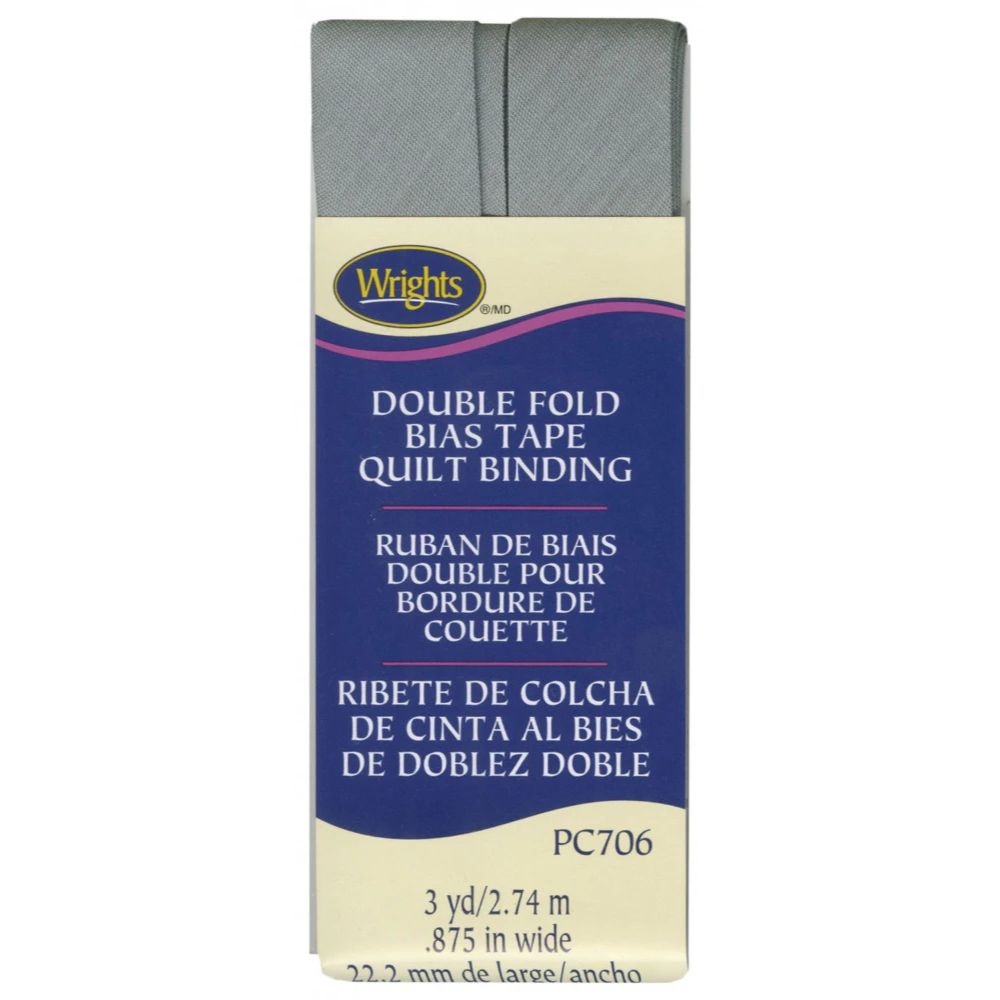 Wrights
®/MD
DOUBLE FOLD
BIAS TAPE
QUILT BINDING
RUBAN DE BIAIS
DOUBLE POUR
BORDURE DE
COUETTE
RIBETE DE COLCHA
DE CINTA AL BIES
DE DOBLEZ DOBLE
PC706
3 yd/2.74 m
.875 in wide
22.2 mm de large/ancho